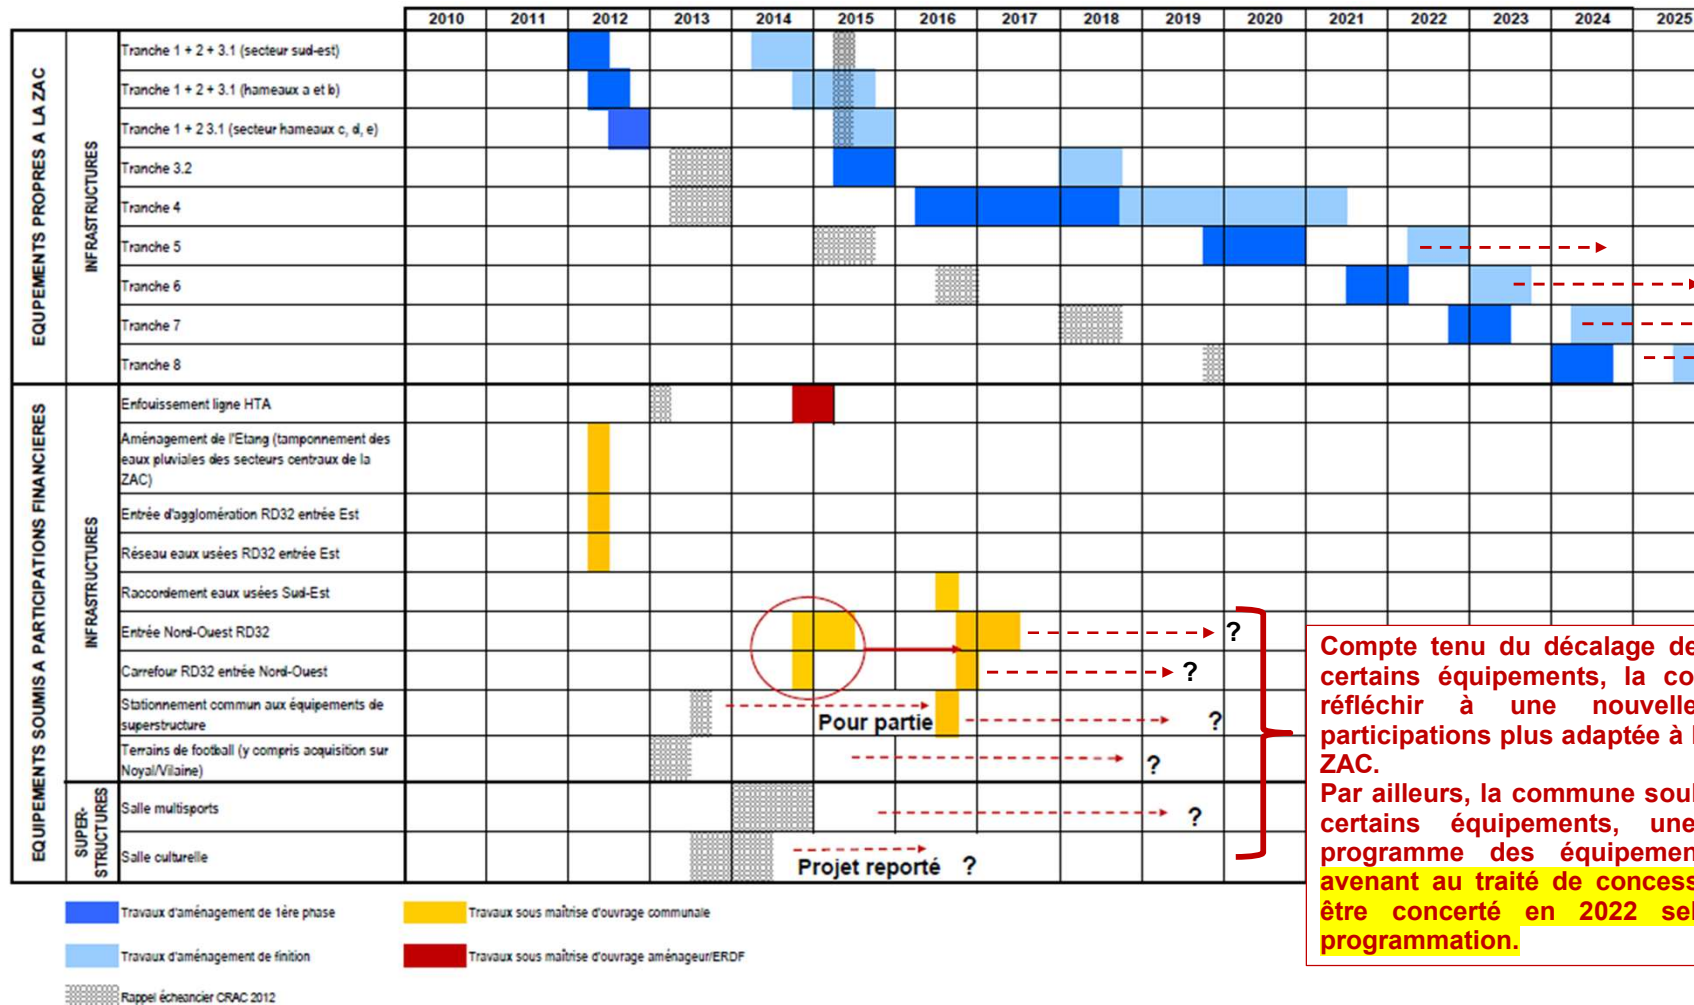 2010 2011 2012 2013 2014 2015 2016 2017 2018 2019 2020 2021 2022 2023 2024 2025
EQUIPEMENTS PROPRES A LA ZAC
INFRASTRUCTURES
Tranche 1 + 2 + 3.1 (secteur sud-est)
Tranche 1 + 2 + 3.1 (hameaux a et b)
Tranche 1 + 2 3.1 (secteur hameaux c, d, e)
Tranche 3.2
Tranche 4
Tranche 5
Tranche 6
Tranche 7
Tranche 8
EQUIPEMENTS SOUMIS A PARTICIPATIONS FINANCIERES
INFRASTRUCTURES
Enfouissement ligne HTA
Aménagement de l'Etang (tamponnement des
eaux pluviales des secteurs centraux de la
ZAC)
Entrée d'agglomération RD32 entrée Est
Réseau eaux usées RD32 entrée Est
Raccordement eaux usées Sud-Est
Entrée Nord-Ouest RD32 ?
Carrefour RD32 entrée Nord-Ouest ?
Stationnement commun aux équipements de
superstructure
Pour partie ?
Terrains de football (y compris acquisition sur
Noyal/Vilaine)
?
SUPER-
STRUCTURES
Salle multisports ?
Salle culturelle
Projet reporté ?
Compte tenu du décalage de
certains équipements, la co
réfléchir à une nouvelle
participations plus adaptée à l
ZAC.
Par ailleurs, la commune soul
certains équipements, une
programme des équipemen
avenant au traité de concess
être concerté en 2022 sel
programmation.
Travaux d'aménagement de 1ère phase
Travaux sous maîtrise d'ouvrage communale
Travaux d'aménagement de finition
Travaux sous maîtrise d'ouvrage aménageur/ERDF
Rappel écheancier CRAC 2012